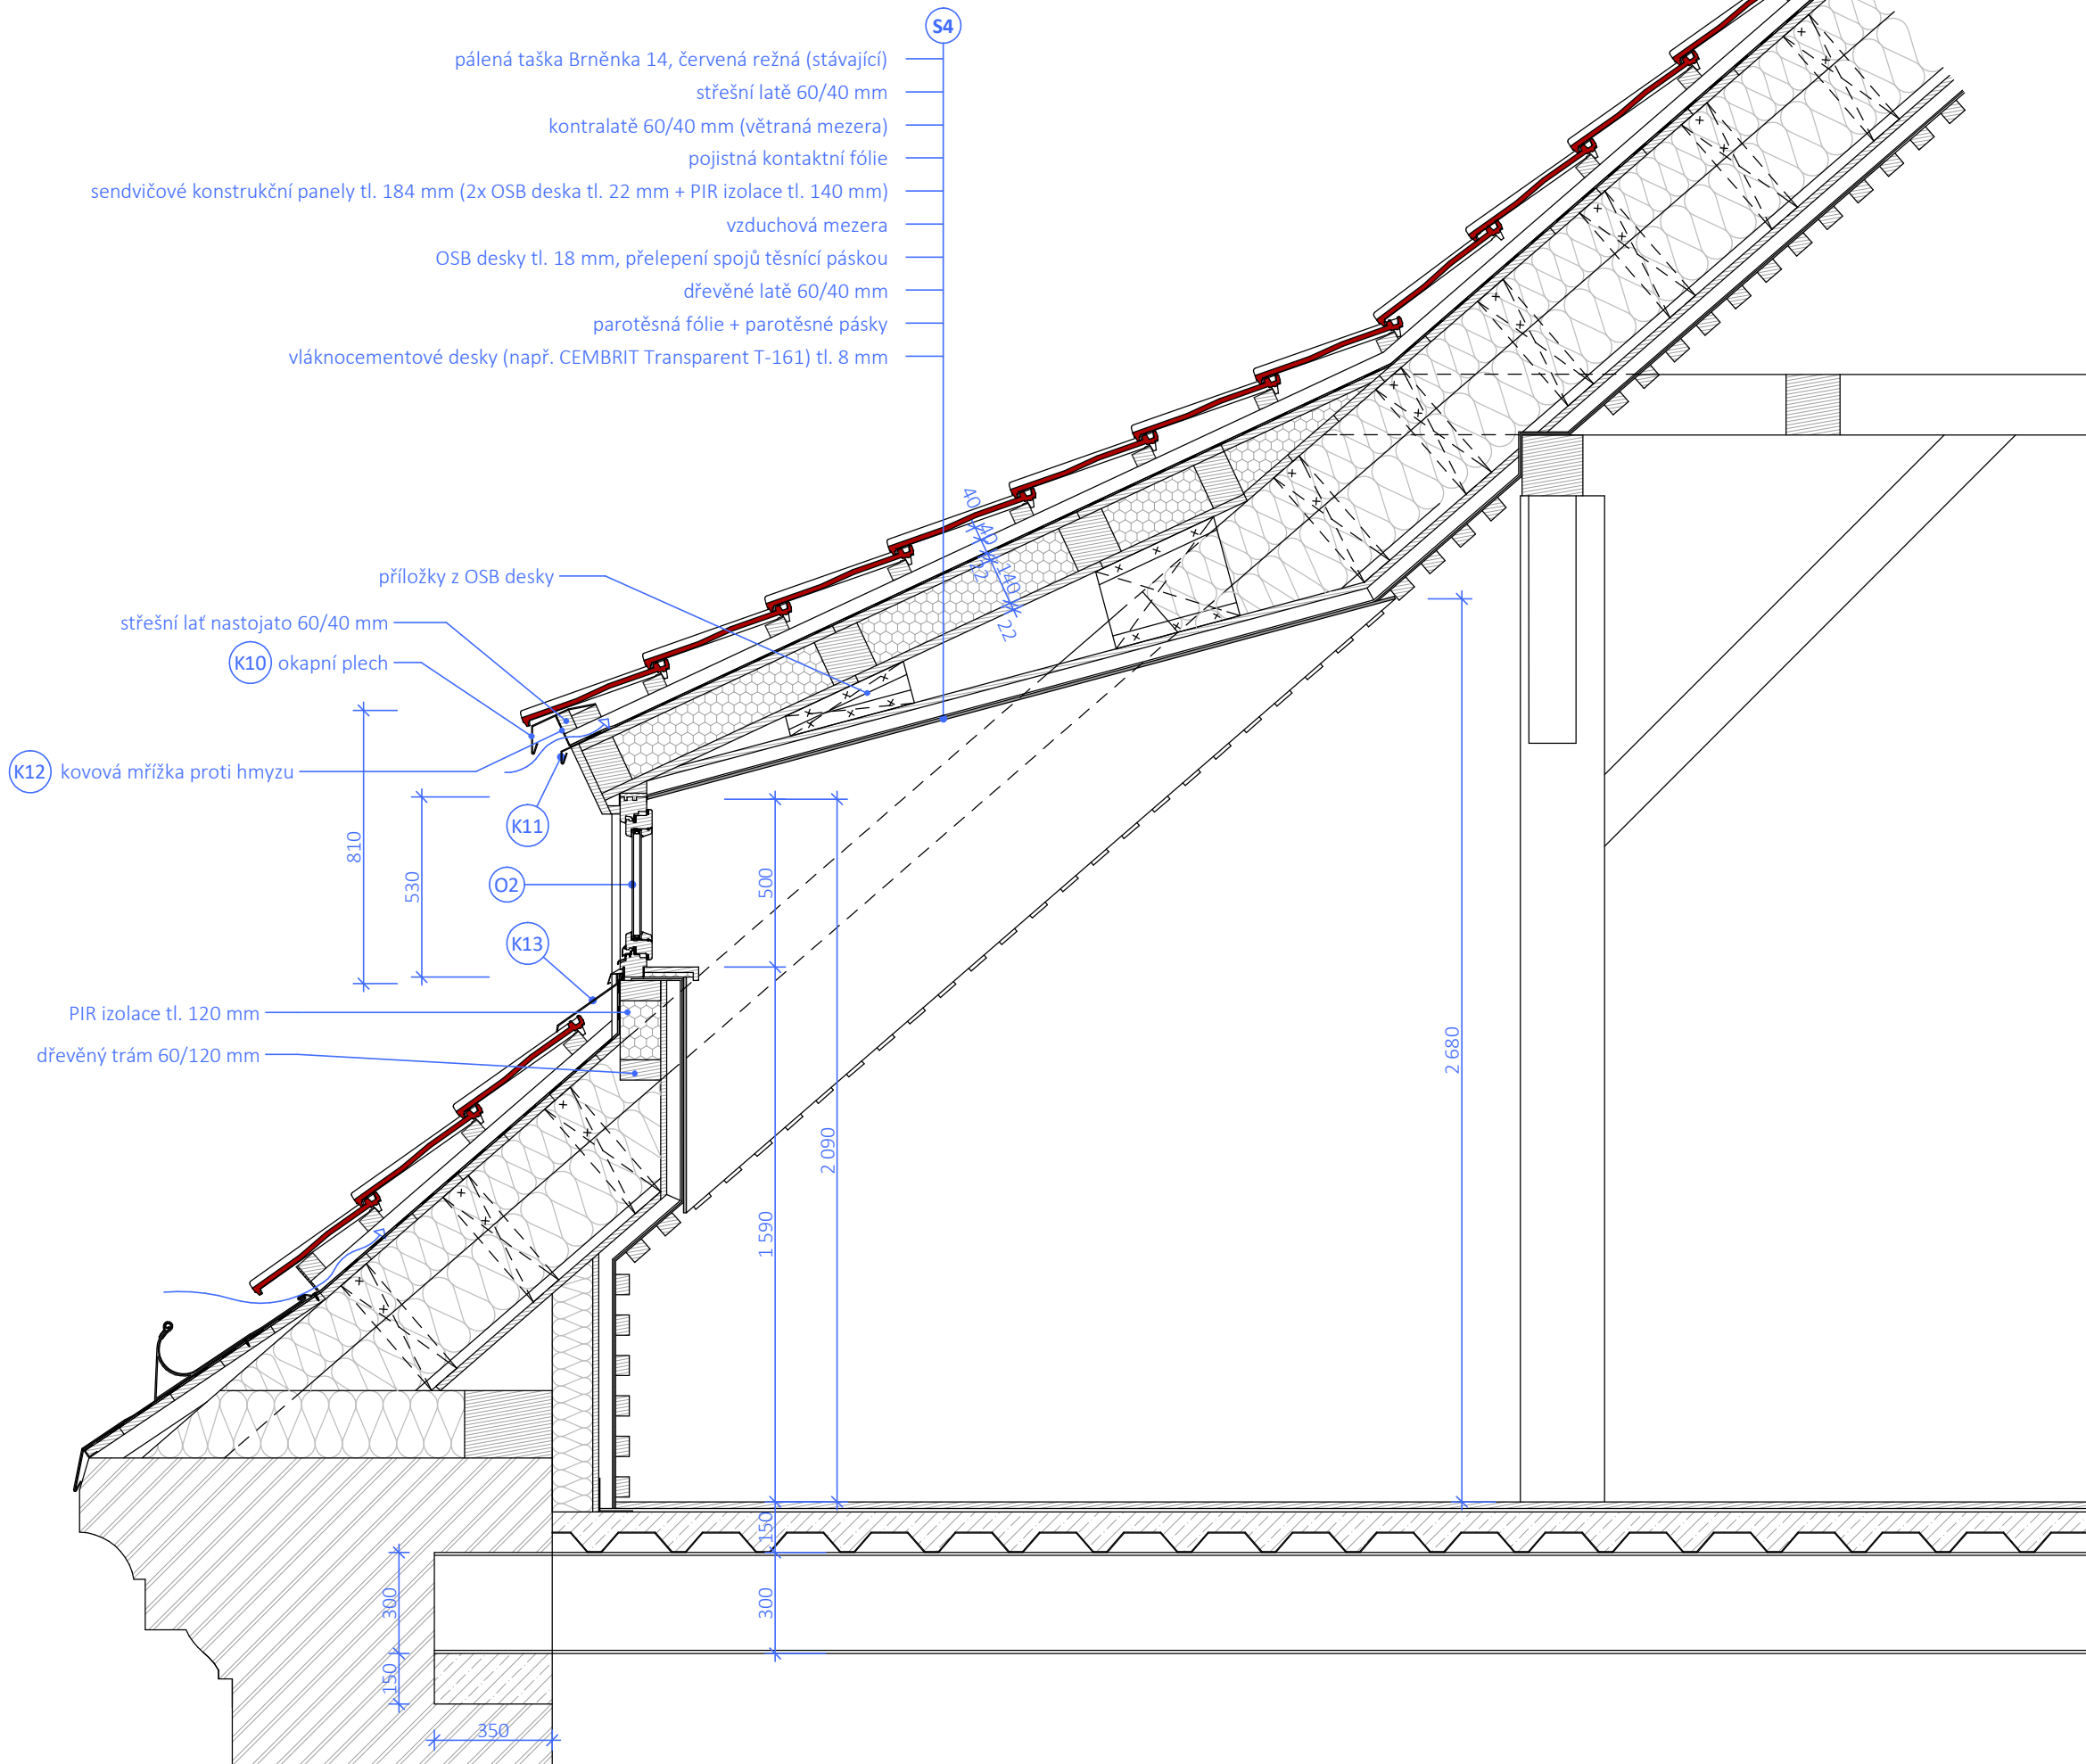 S4
pálená taška Brněnka 14, červená režná (stávající)
střešní latě 60/40 mm
kontralatě 60/40 mm (větraná mezera)
pojistná kontaktní fólie
sendvičové konstrukční panely tl. 184 mm (2x OSB deska tl. 22 mm + PIR izolace tl. 140 mm)
vzduchová mezera
OSB desky tl. 18 mm, přelepení spojů těsnící páskou
dřevěné latě 60/40 mm
parotěsná fólie + parotěsné pásky
vláknocementové desky (např. CEMBRIT Transparent T-161) tl. 8 mm
40
40
22
140
22
příložky z OSB desky
střešní lať nastojato 60/40 mm
K10 okapní plech
K12 kovová mřížka proti hmyzu
K11
810
530
O2
500
K13
PIR izolace tl. 120 mm
dřevěný trám 60/120 mm
2 680
2 090
1 590
150
300
300
150
350